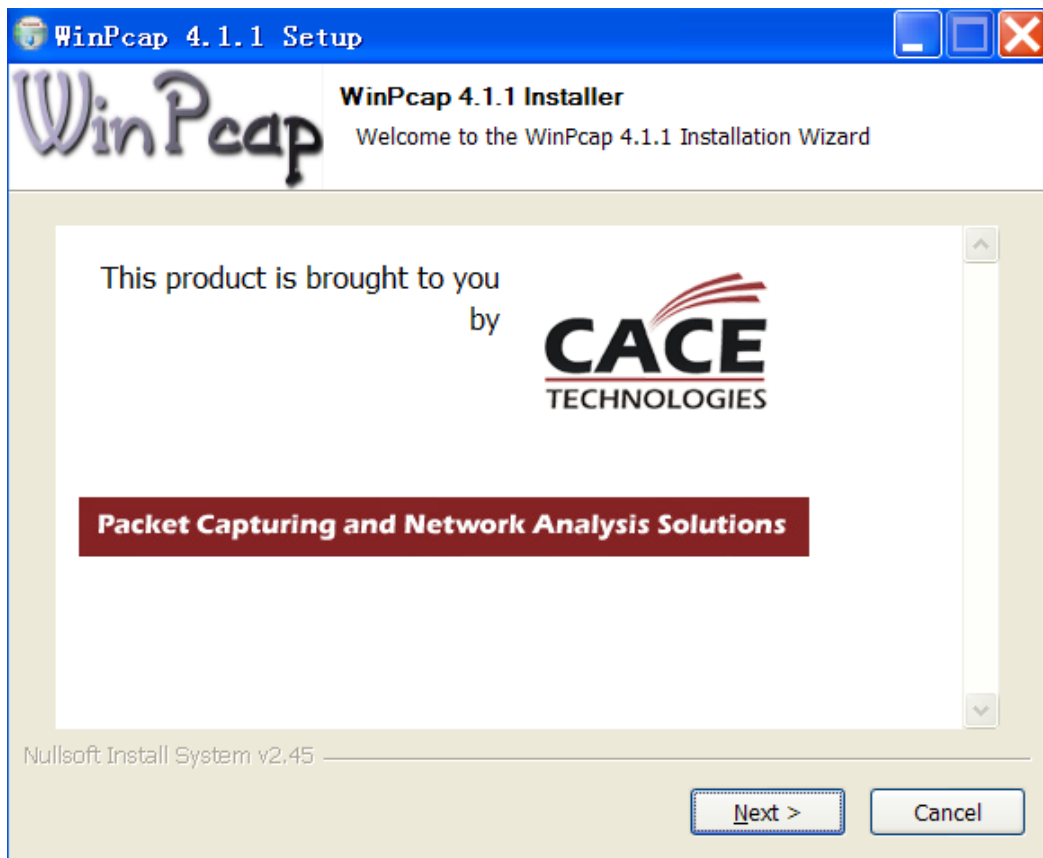 WinPcap 4.1.1 Setup
WinPcap
WinPcap 4.1.1 Installer
Welcome to the WinPcap 4.1.1 Installation Wizard
This product is brought to you
by
CACE
TECHNOLOGIES
Packet Capturing and Network Analysis Solutions
Nullsoft Install System v2.45
Next >
Cancel